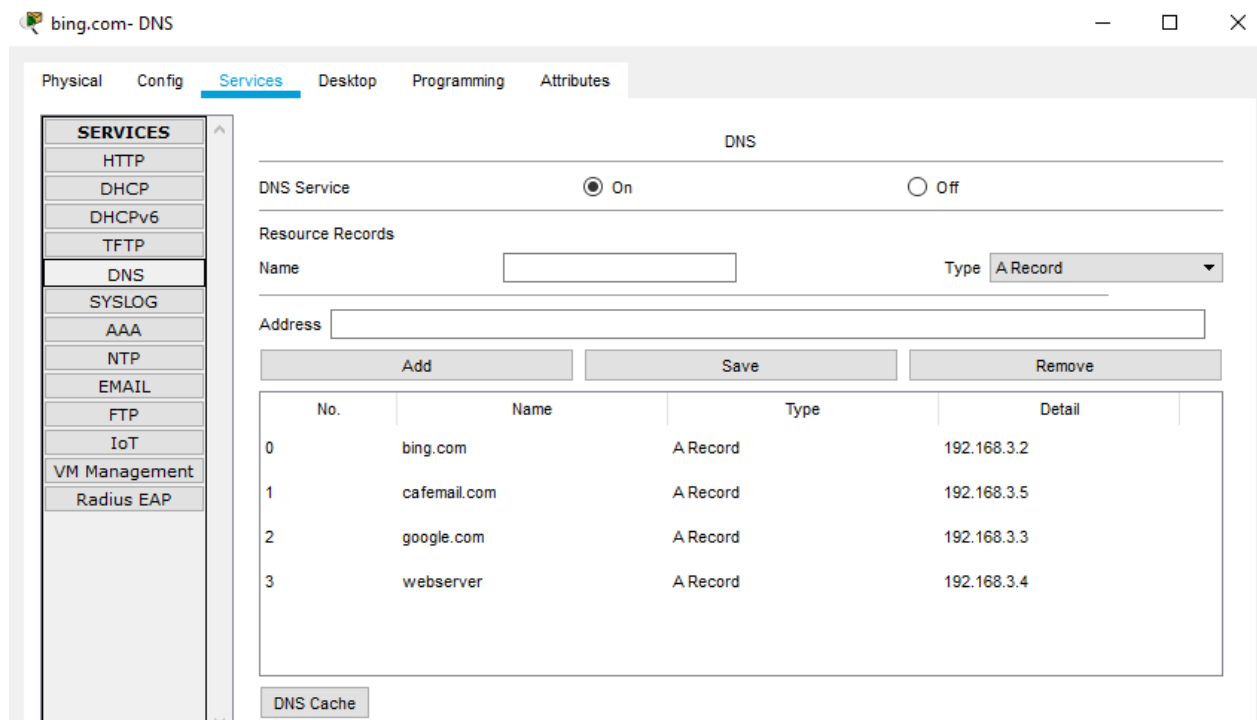 bing.com- DNS
Physical Config Services Desktop Programming Attributes
SERVICES
HTTP
DHCP
DHCPv6
TFTP
DNS
SYSLOG
AAA
NTP
EMAIL
FTP
IoT
VM Management
Radius EAP
DNS
DNS Service On Off
Resource Records
Name Type A Record
Address
Add Save Remove
No. Name Type Detail
0 bing.com A Record 192.168.3.2
1 cafemail.com A Record 192.168.3.5
2 google.com A Record 192.168.3.3
3 webserver A Record 192.168.3.4
DNS Cache